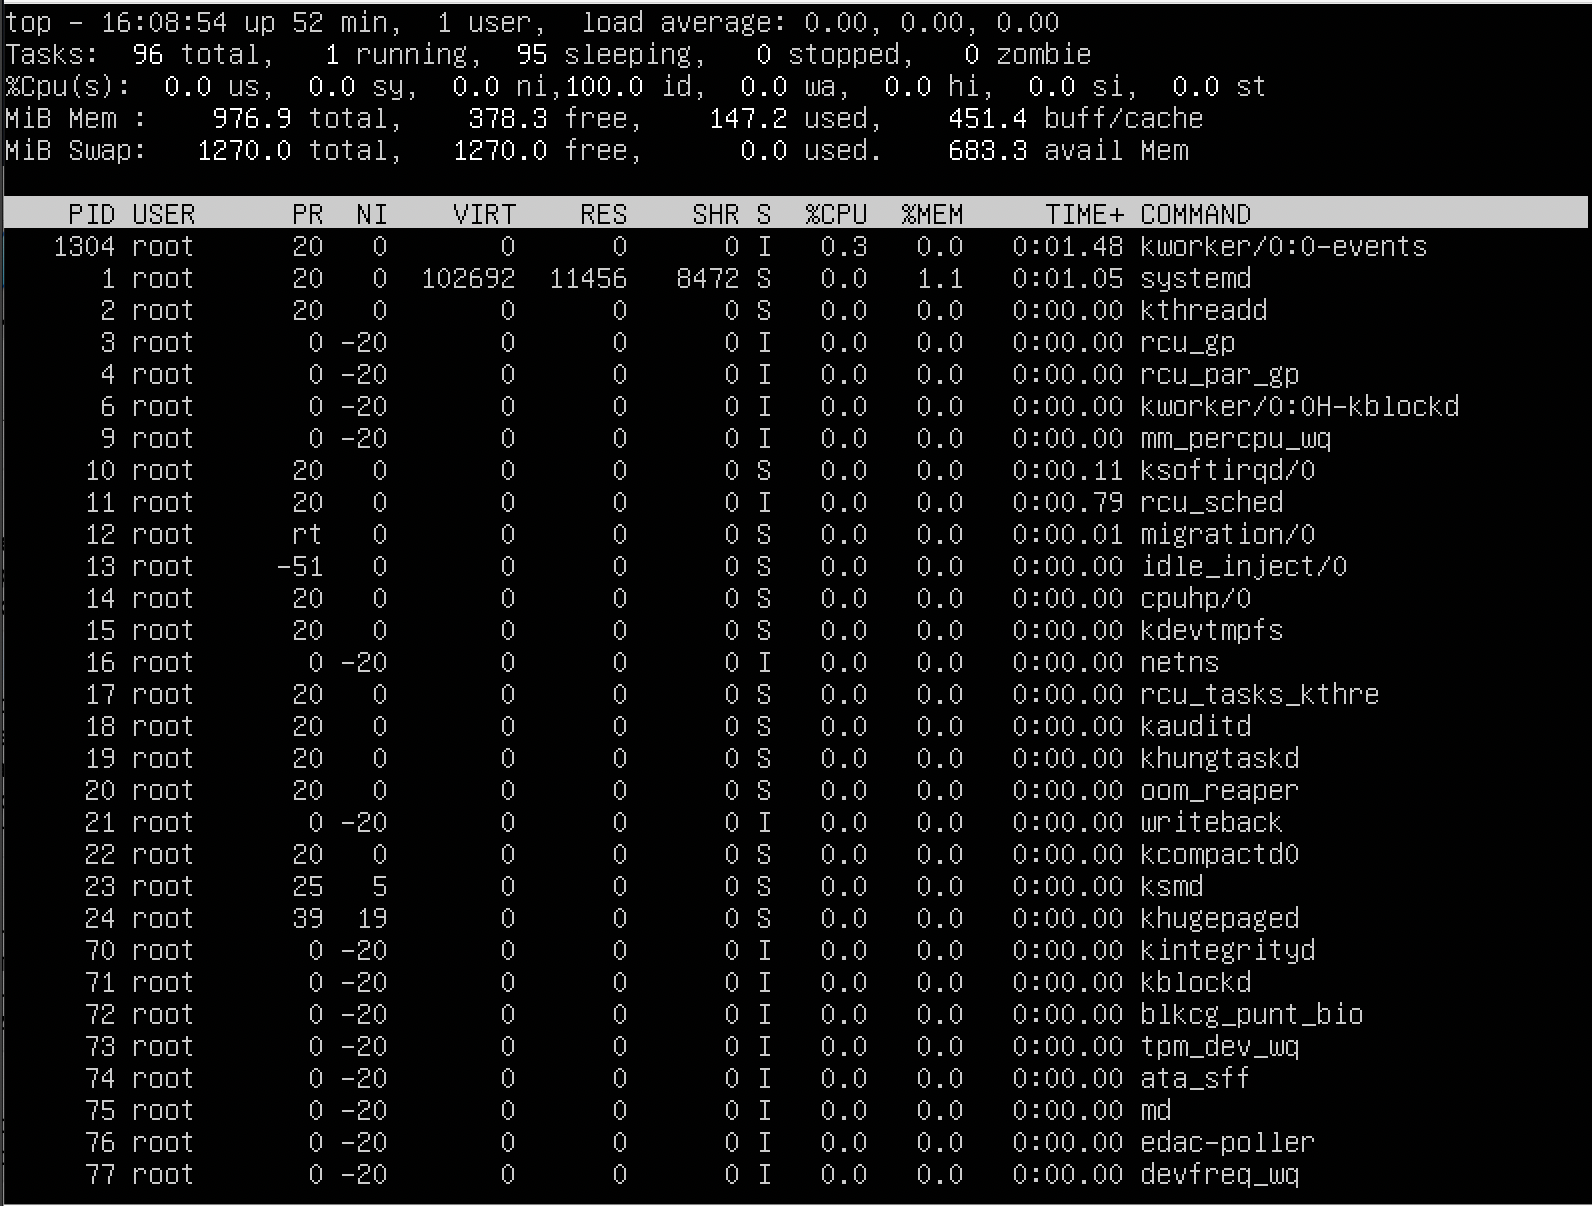 top - 16:08:54 up 52 min,  1 user,  load average: 0.00, 0.00, 0.00
Tasks:  96 total,   1 running,  95 sleeping,   0 stopped,   0 zombie
%Cpu(s):  0.0 us,  0.0 sy,  0.0 ni,100.0 id,  0.0 wa,  0.0 hi,  0.0 si,  0.0 st
MiB Mem :    976.9 total,    378.3 free,    147.2 used,    451.4 buff/cache
MiB Swap:   1270.0 total,   1270.0 free,      0.0 used.    683.3 avail Mem

    PID USER      PR  NI    VIRT    RES    SHR S  %CPU  %MEM     TIME+ COMMAND
   1304 root      20   0       0      0      0 I   0.3   0.0   0:01.48 kworker/0:0-events
      1 root      20   0  102692  11456   8472 S   0.0   1.1   0:01.05 systemd
      2 root      20   0       0      0      0 S   0.0   0.0   0:00.00 kthreadd
      3 root       0 -20       0      0      0 I   0.0   0.0   0:00.00 rcu_gp
      4 root       0 -20       0      0      0 I   0.0   0.0   0:00.00 rcu_par_gp
      6 root       0 -20       0      0      0 I   0.0   0.0   0:00.00 kworker/0:0H-kblockd
      9 root       0 -20       0      0      0 I   0.0   0.0   0:00.00 mm_percpu_wq
     10 root      20   0       0      0      0 S   0.0   0.0   0:00.11 ksoftirqd/0
     11 root      20   0       0      0      0 I   0.0   0.0   0:00.79 rcu_sched
     12 root      rt   0       0      0      0 S   0.0   0.0   0:00.01 migration/0
     13 root     -51   0       0      0      0 S   0.0   0.0   0:00.00 idle_inject/0
     14 root      20   0       0      0      0 S   0.0   0.0   0:00.00 cpuhp/0
     15 root      20   0       0      0      0 S   0.0   0.0   0:00.00 kdevtmpfs
     16 root       0 -20       0      0      0 I   0.0   0.0   0:00.00 netns
     17 root      20   0       0      0      0 S   0.0   0.0   0:00.00 rcu_tasks_kthre
     18 root      20   0       0      0      0 S   0.0   0.0   0:00.00 kauditd
     19 root      20   0       0      0      0 S   0.0   0.0   0:00.00 khungtaskd
     20 root      20   0       0      0      0 S   0.0   0.0   0:00.00 oom_reaper
     21 root       0 -20       0      0      0 I   0.0   0.0   0:00.00 writeback
     22 root      20   0       0      0      0 S   0.0   0.0   0:00.00 kcompactd0
     23 root      25   5       0      0      0 S   0.0   0.0   0:00.00 ksmd
     24 root      39  19       0      0      0 S   0.0   0.0   0:00.00 khugepaged
     70 root       0 -20       0      0      0 I   0.0   0.0   0:00.00 kintegrityd
     71 root       0 -20       0      0      0 I   0.0   0.0   0:00.00 kblockd
     72 root       0 -20       0      0      0 I   0.0   0.0   0:00.00 blkcg_punt_bio
     73 root       0 -20       0      0      0 I   0.0   0.0   0:00.00 tpm_dev_wq
     74 root       0 -20       0      0      0 I   0.0   0.0   0:00.00 ata_sff
     75 root       0 -20       0      0      0 I   0.0   0.0   0:00.00 md
     76 root       0 -20       0      0      0 I   0.0   0.0   0:00.00 edac-poller
     77 root       0 -20       0      0      0 I   0.0   0.0   0:00.00 devfreq_wq